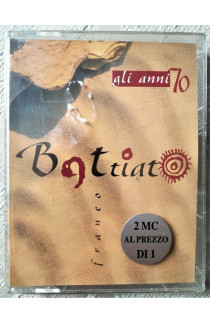 gli anni 70
Battiato
franco
2 MC
AL PREZZO
DI 1